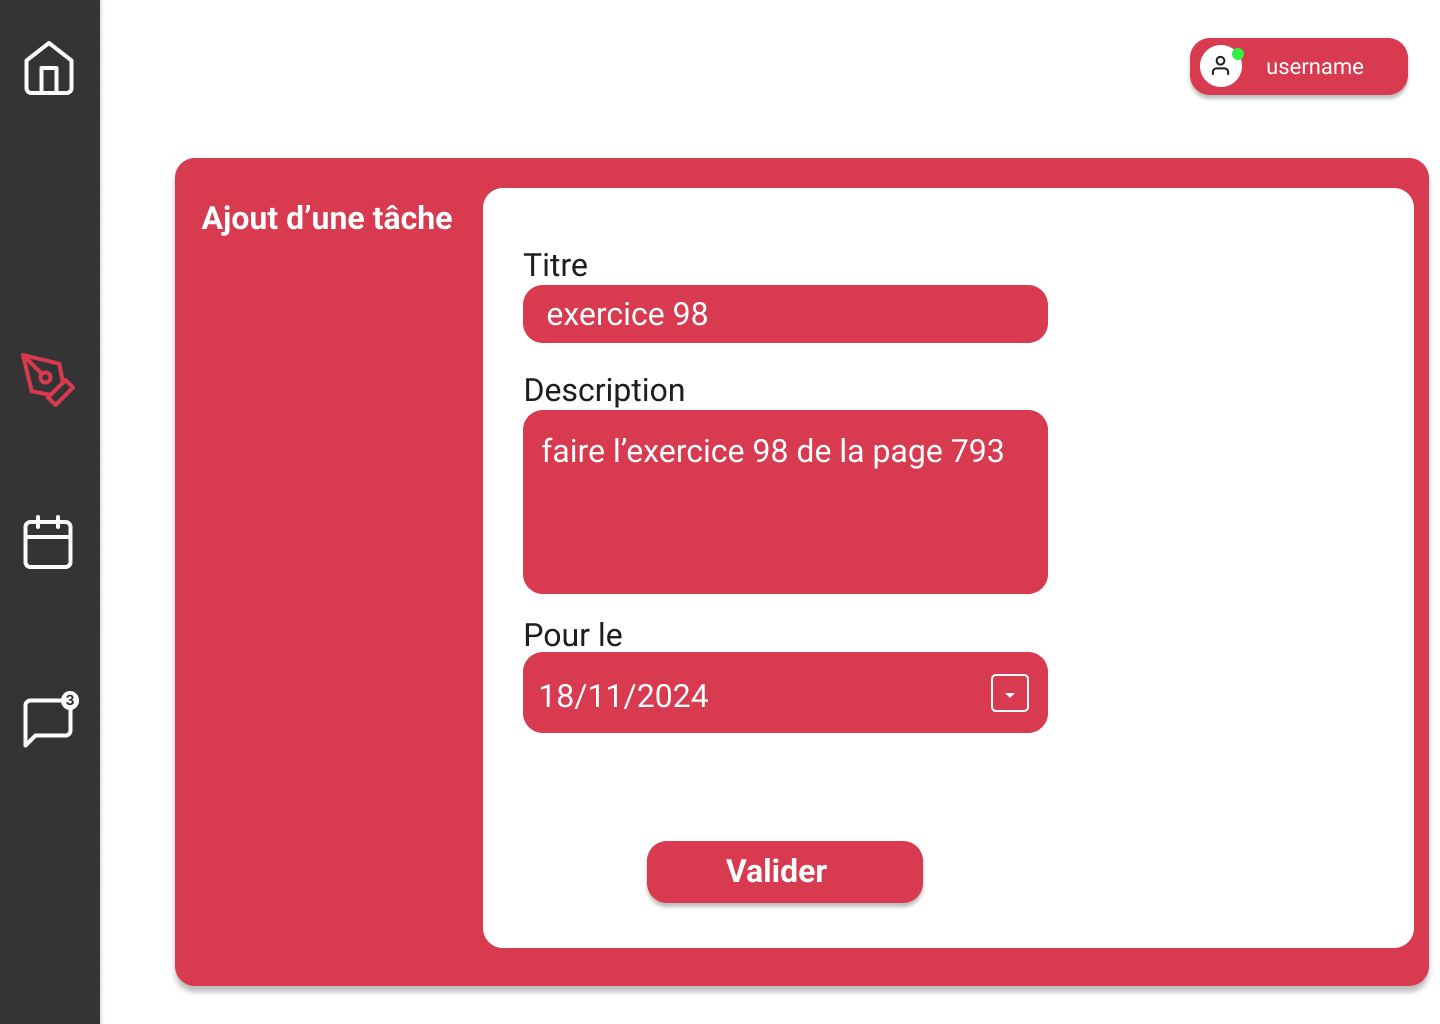 username
Ajout d’une tâche
Titre
exercice 98
Description
faire l’exercice 98 de la page 793
Pour le
18/11/2024
3
Valider